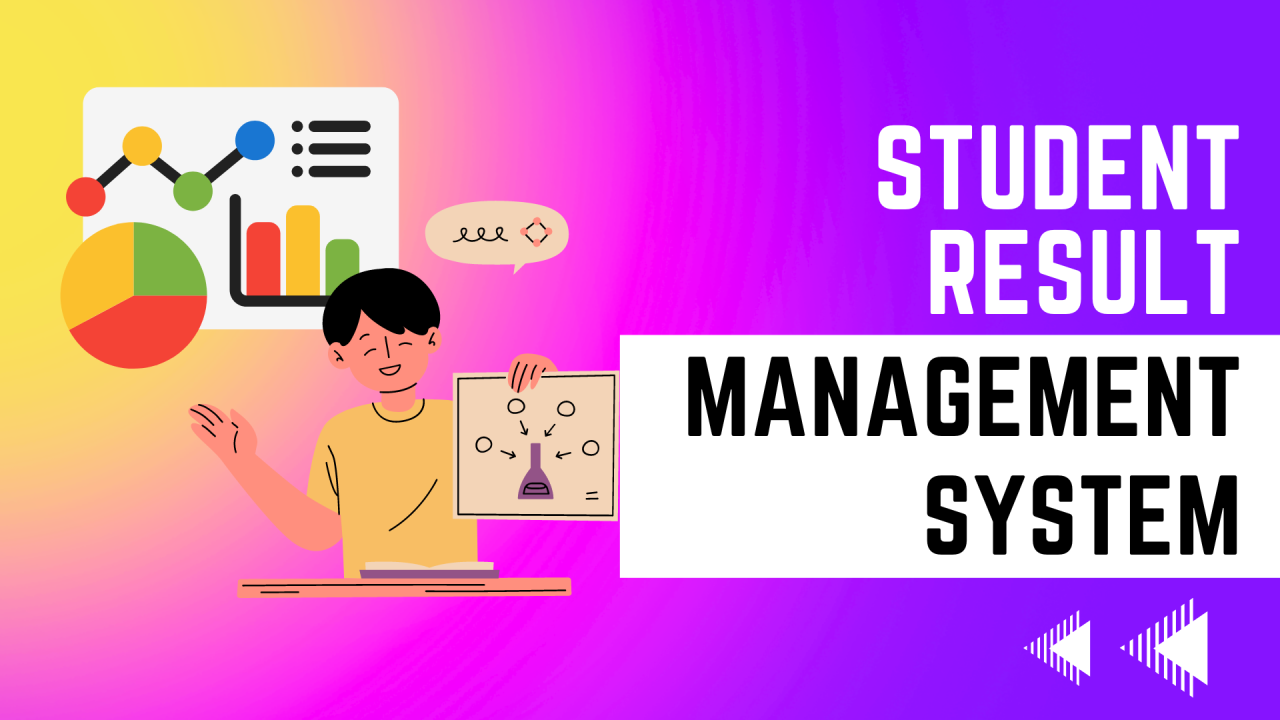 STUDENT
RESULT
MANAGEMENT
SYSTEM